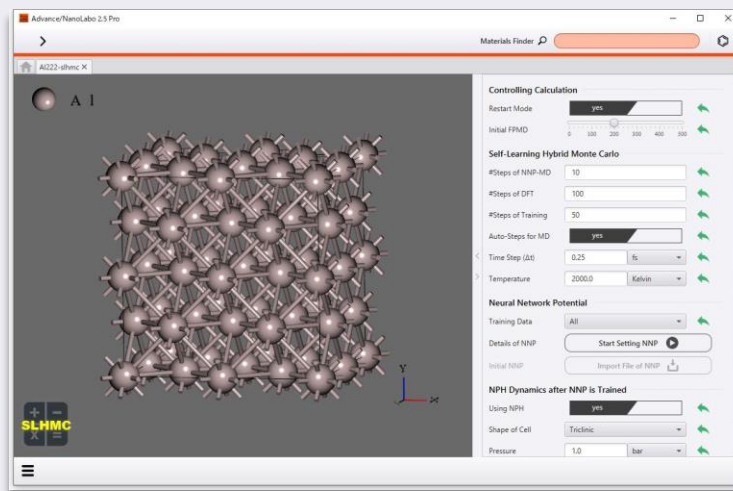 Advance/NanoLabo 2.5 Pro
Materials Finder
Al222-slhmc
Al
Controlling Calculation
Restart Mode yes
Initial FPMD
0 100 200 300 400 500
Self-Learning Hybrid Monte Carlo
#Steps of NNP-MD 10
#Steps of DFT 100
#Steps of Training 50
Auto-Steps for MD yes
Time Step (Δt) 0.25 fs
Temperature 2000.0 Kelvin
Neural Network Potential
Training Data All
Details of NNP Start Setting NNP
Initial NNP Import File of NNP
NPH Dynamics after NNP is Trained
Using NPH yes
Shape of Cell Triclinic
Pressure 1.0 bar
Y
SLHMC